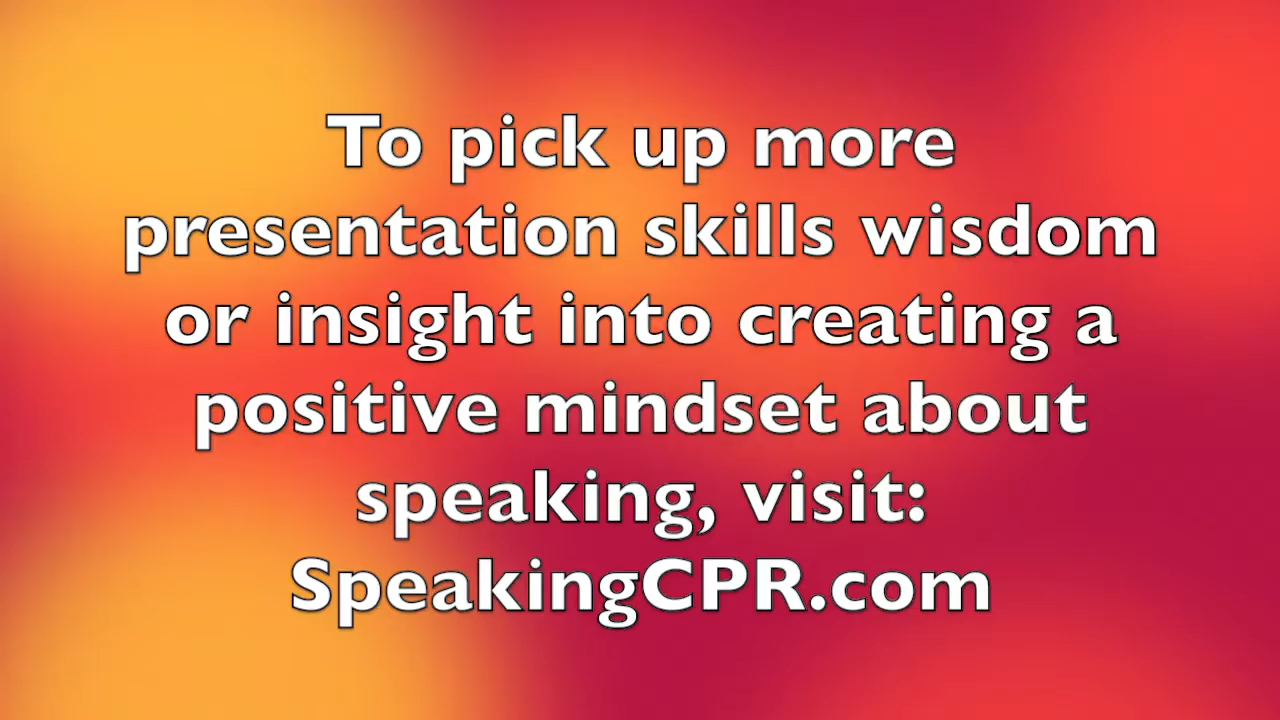 To pick up more
presentation skills wisdom
or insight into creating a
positive mindset about
speaking, visit:
SpeakingCPR.com